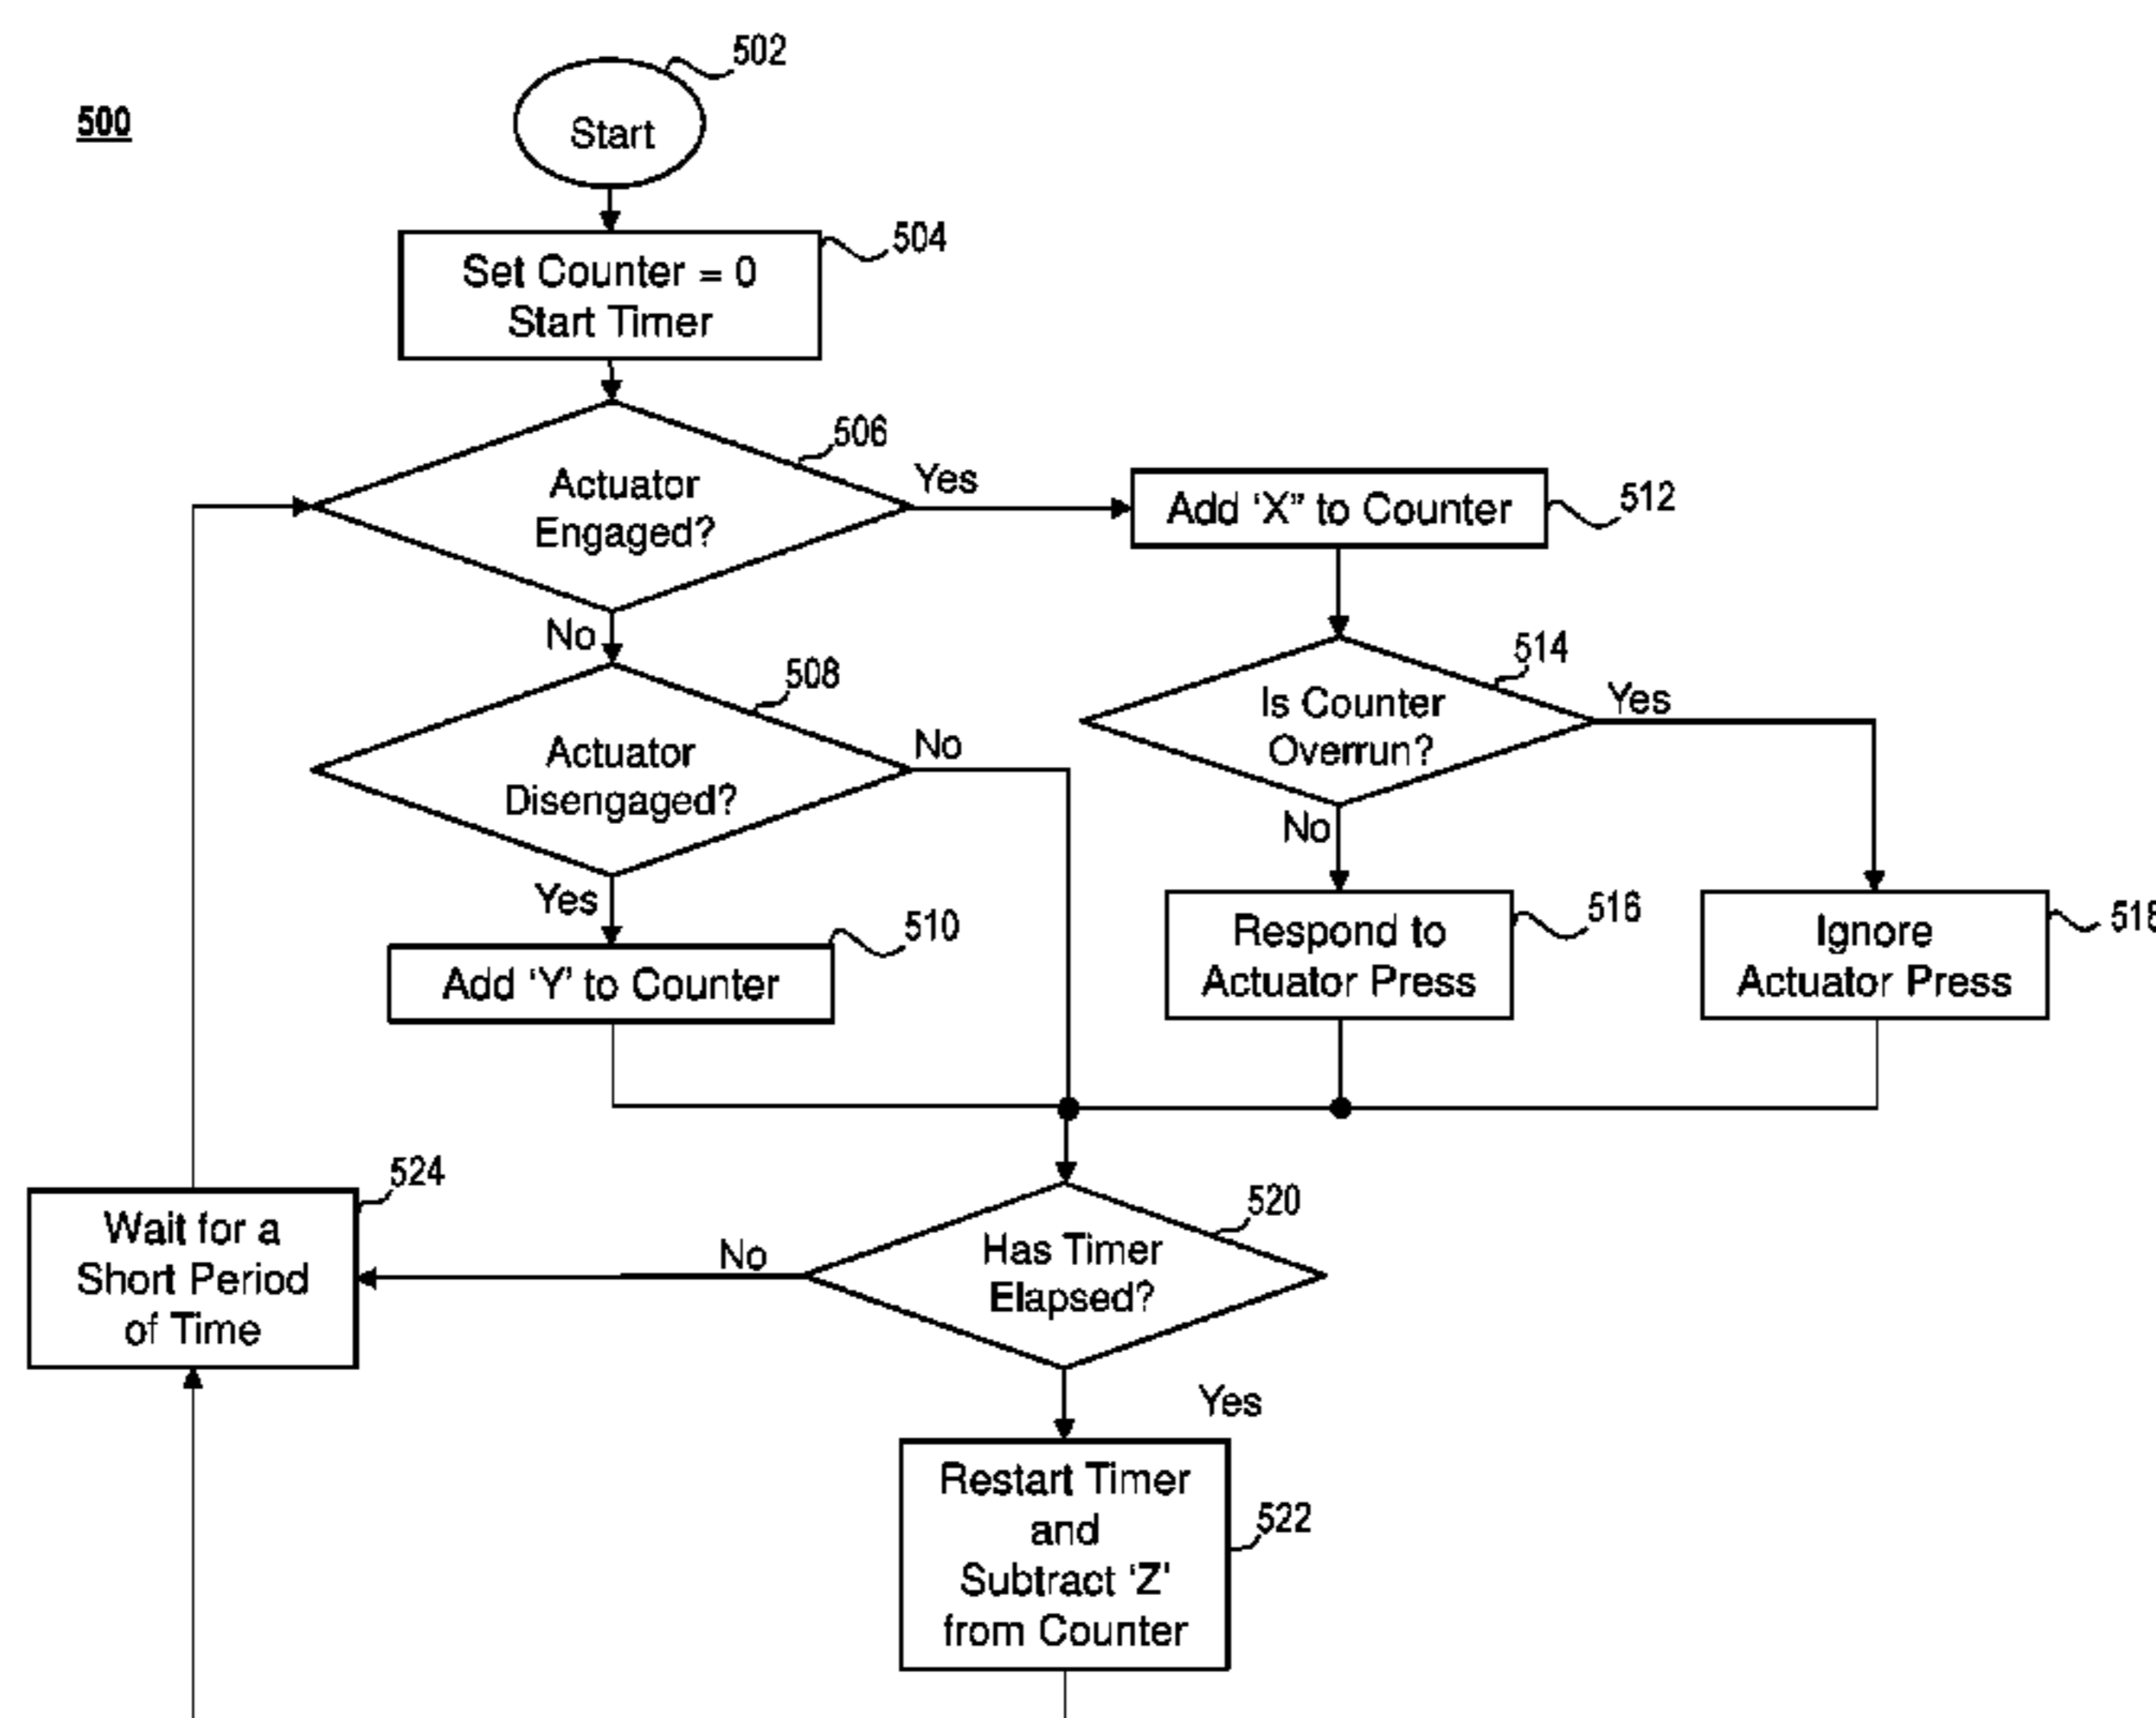 502
500
Start
504
Set Counter = 0
Start Timer
506
Actuator
Engaged?
Yes
Add ‘X” to Counter
512
No
508
Actuator
Disengaged?
No
514
Is Counter
Overrun?
Yes
Yes
510
Add ‘Y’ to Counter
No
516
Respond to
Actuator Press
518
Ignore
Actuator Press
524
Wait for a
Short Period
of Time
No
520
Has Timer
Elapsed?
Yes
Restart Timer
and
Subtract ‘Z’
from Counter
522